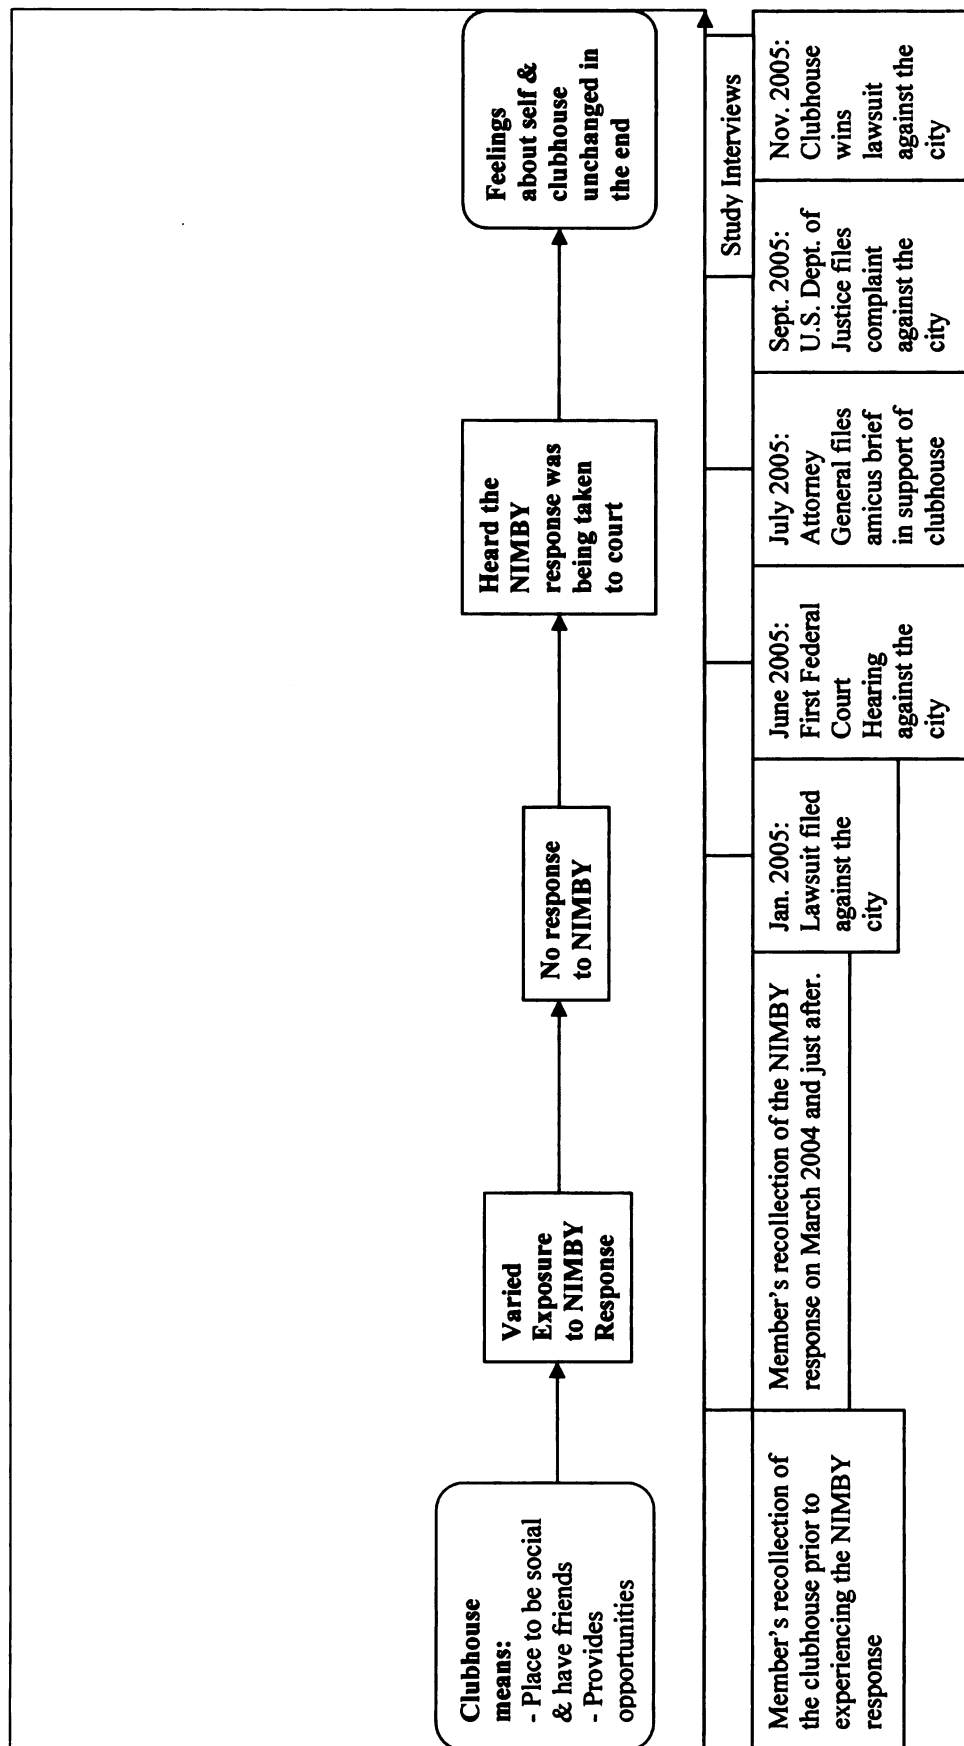 Clubhouse
means:
- Place to be social
& have friends
- Provides
opportunities
Varied
Exposure
to NIMBY
Response
No response
to NIMBY
Heard the
NIMBY
response was
being taken
to court
Feelings
about self &
clubhouse
unchanged in
the end
Study Interviews
Member's recollection of
the clubhouse prior to
experiencing the NIMBY
response
Member's recollection of the NIMBY
response on March 2004 and just after.
Jan. 2005:
Lawsuit filed
against the
city
June 2005:
First Federal
Court
Hearing
against the
city
July 2005:
Attorney
General files
amicus brief
in support of
clubhouse
Sept. 2005:
U.S. Dept. of
Justice files
complaint
against the
city
Nov. 2005:
Clubhouse
wins
lawsuit
against the
city